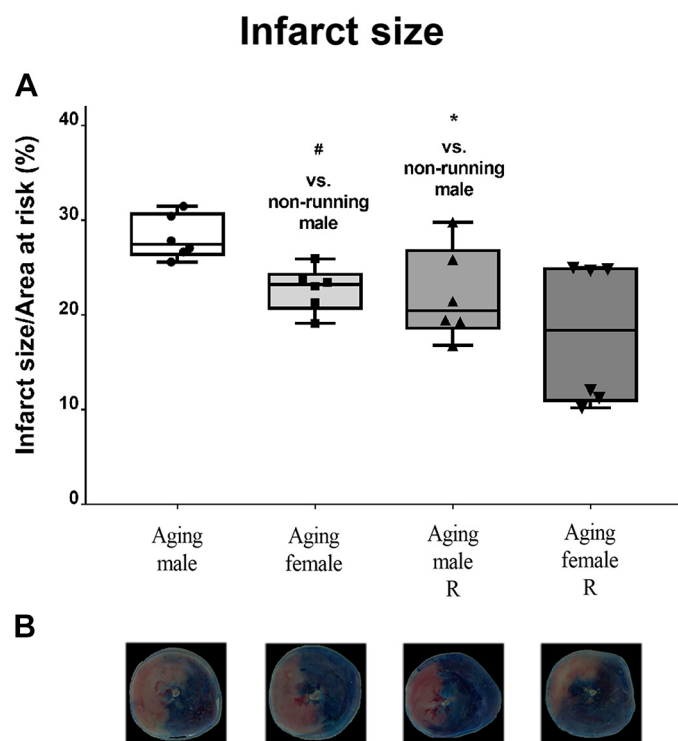 Infarct size
A
Infarct size/Area at risk (%)
40
30
20
10
0
#
vs.
non-running
male
*
vs.
non-running
male
Aging
male
Aging
female
Aging
male
R
Aging
female
R
B